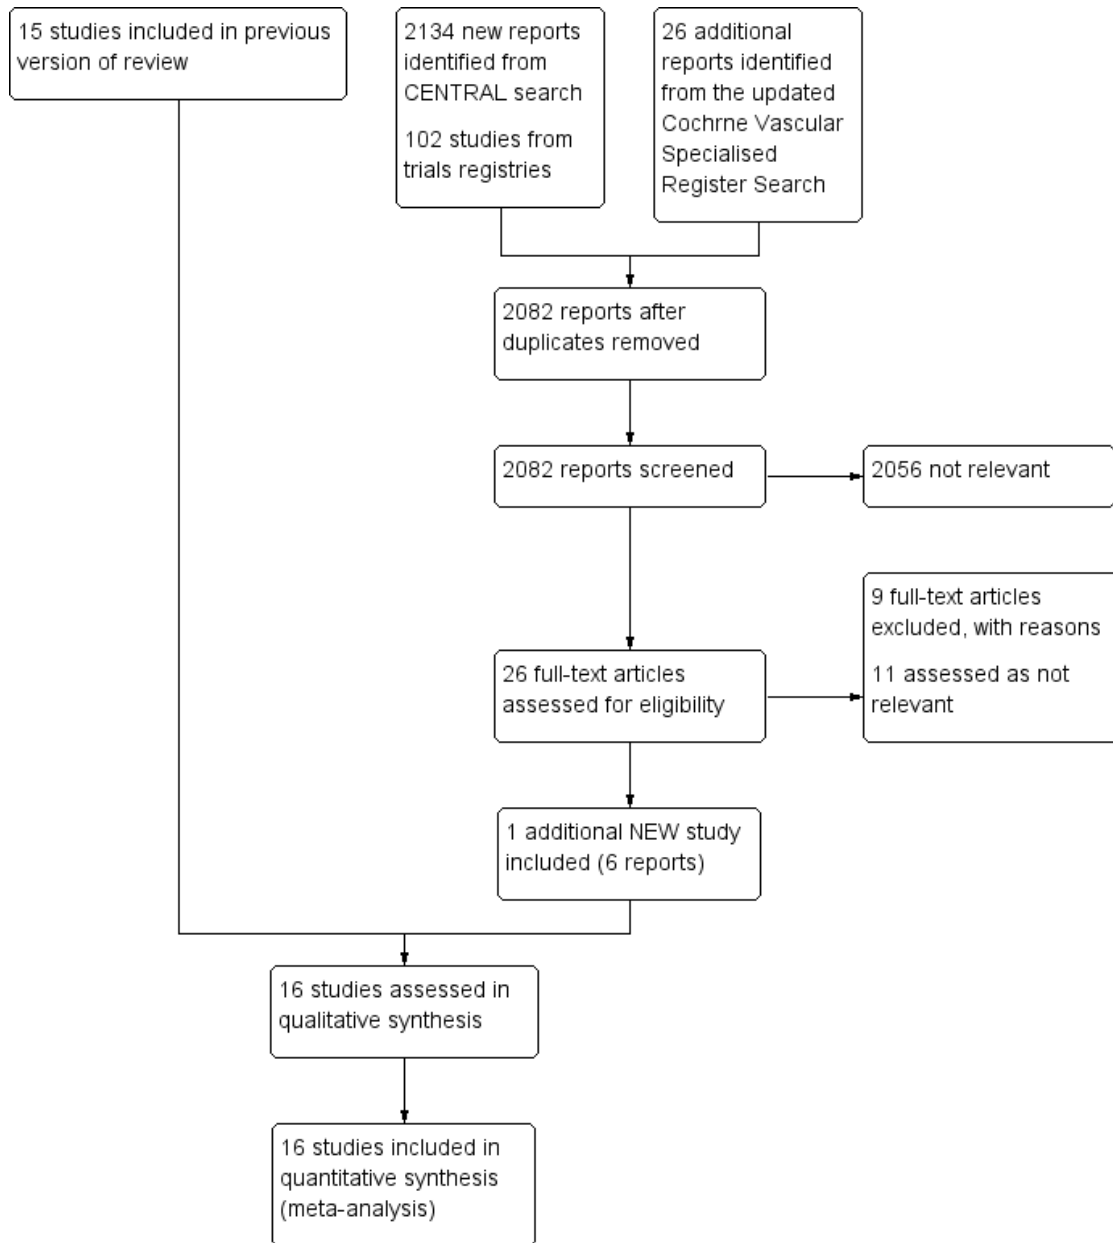 15 studies included in previous
version of review
2134 new reports
identified from
CENTRAL search
102 studies from
trials registries
26 additional
reports identified
from the updated
Cochrne Vascular
Specialised
Register Search
2082 reports after
duplicates removed
2082 reports screened
2056 not relevant
9 full-text articles
excluded, with reasons
11 assessed as not
relevant
26 full-text articles
assessed for eligibility
1 additional NEW study
included (6 reports)
16 studies assessed in
qualitative synthesis
16 studies included in
quantitative synthesis
(meta-analysis)